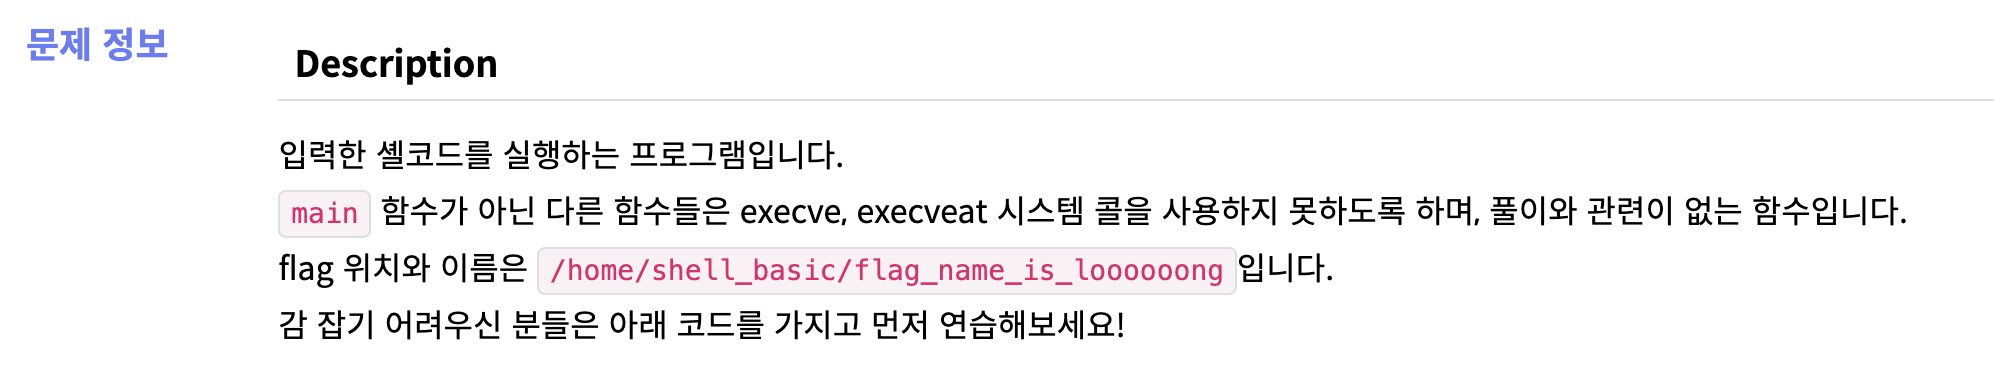 문제 정보
Description
입력한 셸코드를 실행하는 프로그램입니다.
main 함수가 아닌 다른 함수들은 execve, execveat 시스템 콜을 사용하지 못하도록 하며, 풀이와 관련이 없는 함수입니다.
flag 위치와 이름은 /home/shell_basic/flag_name_is_loooooong입니다.
감 잡기 어려우신 분들은 아래 코드를 가지고 먼저 연습해보세요!